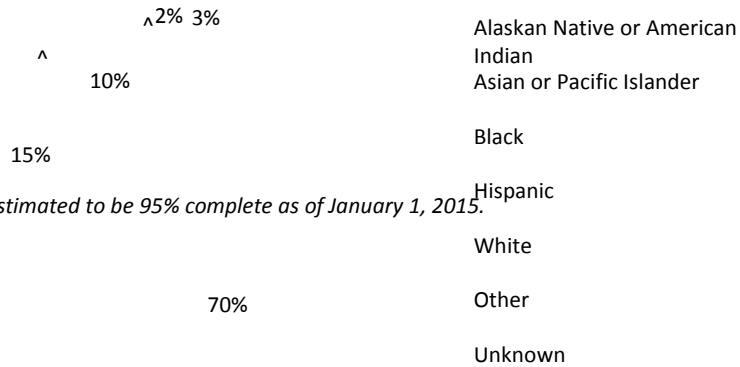 ^2% 3%
^
10%
15%
stimated to be 95% complete as of January 1, 2015.
70%
Alaskan Native or American
Indian
Asian or Pacific Islander
Black
Hispanic
White
Other
Unknown